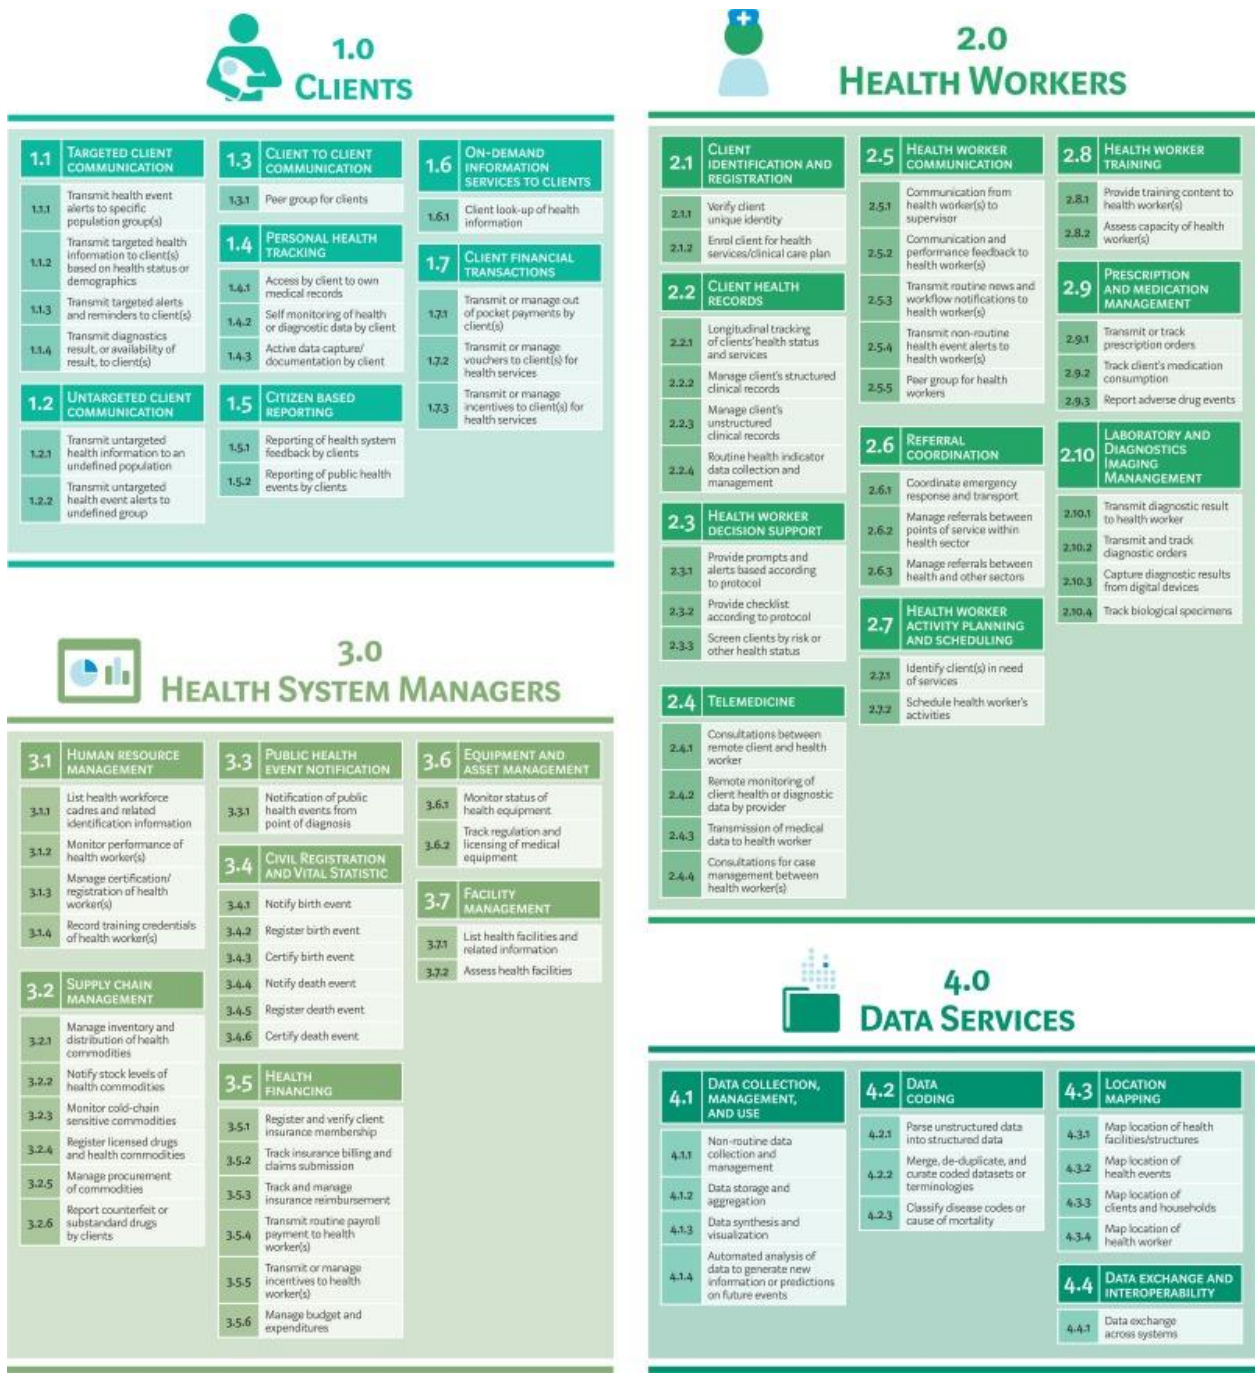 1.0
CLIENTS
1.1 TARGETED CLIENT
COMMUNICATION
1.1.1 Transmit health event
alerts to specific
population group(s)
1.1.2 Transmit targeted health
information to client(s)
based on health status or
demographics
1.1.3 Transmit targeted alerts
and reminders to client(s)
1.1.4 Transmit diagnostics
result, or availability of
result, to client(s)
1.2 UNTARGETED CLIENT
COMMUNICATION
1.2.1 Transmit untargeted
health information to an
undefined population
1.2.2 Transmit untargeted
health event alerts to
undefined group
1.3 CLIENT TO CLIENT
COMMUNICATION
1.3.1 Peer group for clients
1.4 PERSONAL HEALTH
TRACKING
1.4.1 Access by client to own
medical records
1.4.2 Self monitoring of health
or diagnostic data by client
1.4.3 Active data capture/
documentation by client
1.5 CITIZEN BASED
REPORTING
1.5.1 Reporting of health system
feedback by clients
1.5.2 Reporting of public health
events by clients
1.6 ON-DEMAND
INFORMATION
SERVICES TO CLIENTS
1.6.1 Client look-up of health
information
1.7 CLIENT FINANCIAL
TRANSACTIONS
1.7.1 Transmit or manage out
of pocket payments by
client(s)
1.7.2 Transmit or manage
vouchers to client(s) for
health services
1.7.3 Transmit or manage
incentives to client(s) for
health services
2.0
HEALTH WORKERS
2.1 CLIENT
IDENTIFICATION AND
REGISTRATION
2.1.1 Verify client
unique identity
2.1.2 Enrol client for health
services/clinical care plan
2.2 CLIENT HEALTH
RECORDS
2.2.1 Longitudinal tracking
of clients' health status
and services
2.2.2 Manage client's structured
clinical records
2.2.3 Manage client's
unstructured
clinical records
2.2.4 Routine health indicator
data collection and
management
2.3 HEALTH WORKER
DECISION SUPPORT
2.3.1 Provide prompts and
alerts based according
to protocol
2.3.2 Provide checklist
according to protocol
2.3.3 Screen clients by risk or
other health status
2.4 TELEMEDICINE
2.4.1 Consultations between
remote client and health
worker
2.4.2 Remote monitoring of
client health or diagnostic
data by provider
2.4.3 Transmission of medical
data to health worker
2.4.4 Consultations for case
management between
health worker(s)
2.5 HEALTH WORKER
COMMUNICATION
2.5.1 Communication from
health worker(s) to
supervisor
2.5.2 Communication and
performance feedback to
health worker(s)
2.5.3 Transmit routine news and
workflow notifications to
health worker(s)
2.5.4 Transmit non-routine
health event alerts to
health worker(s)
2.5.5 Peer group for health
workers
2.6 REFERRAL
COORDINATION
2.6.1 Coordinate emergency
response and transport
2.6.2 Manage referrals between
points of service within
health sector
2.6.3 Manage referrals between
health and other sectors
2.7 HEALTH WORKER
ACTIVITY PLANNING
AND SCHEDULING
2.7.1 Identify client(s) in need
of services
2.7.2 Schedule health worker's
activities
2.8 HEALTH WORKER
TRAINING
2.8.1 Provide training content to
health worker(s)
2.8.2 Assess capacity of health
worker(s)
2.9 PRESCRIPTION
AND MEDICATION
MANAGEMENT
2.9.1 Transmit or track
prescription orders
2.9.2 Track client's medication
consumption
2.9.3 Report adverse drug events
2.10 LABORATORY AND
DIAGNOSTICS
IMAGING
MANANGEMENT
2.10.1 Transmit diagnostic result
to health worker
2.10.2 Transmit and track
diagnostic orders
2.10.3 Capture diagnostic results
from digital devices
2.10.4 Track biological specimens
3.0
HEALTH SYSTEM MANAGERS
3.1 HUMAN RESOURCE
MANAGEMENT
3.1.1 List health workforce
cadres and related
identification information
3.1.2 Monitor performance of
health worker(s)
3.1.3 Manage certification/
registration of health
worker(s)
3.1.4 Record training credentials
of health worker(s)
3.2 SUPPLY CHAIN
MANAGEMENT
3.2.1 Manage inventory and
distribution of health
commodities
3.2.2 Notify stock levels of
health commodities
3.2.3 Monitor cold-chain
sensitive commodities
3.2.4 Register licensed drugs
and health commodities
3.2.5 Manage procurement
of commodities
3.2.6 Report counterfeit or
substandard drugs
by clients
3.3 PUBLIC HEALTH
EVENT NOTIFICATION
3.3.1 Notification of public
health events from
point of diagnosis
3.4 CIVIL REGISTRATION
AND VITAL STATISTIC
3.4.1 Notify birth event
3.4.2 Register birth event
3.4.3 Certify birth event
3.4.4 Notify death event
3.4.5 Register death event
3.4.6 Certify death event
3.5 HEALTH
FINANCING
3.5.1 Register and verify client
insurance membership
3.5.2 Track insurance billing and
claims submission
3.5.3 Track and manage
insurance reimbursement
3.5.4 Transmit routine payroll
payment to health
worker(s)
3.5.5 Transmit or manage
incentives to health
worker(s)
3.5.6 Manage budget and
expenditures
3.6 EQUIPMENT AND
ASSET MANAGEMENT
3.6.1 Monitor status of
health equipment
3.6.2 Track regulation and
licensing of medical
equipment
3.7 FACILITY
MANAGEMENT
3.7.1 List health facilities and
related information
3.7.2 Assess health facilities
4.0
DATA SERVICES
4.1 DATA COLLECTION,
MANAGEMENT,
AND USE
4.1.1 Non-routine data
collection and
management
4.1.2 Data storage and
aggregation
4.1.3 Data synthesis and
visualization
4.1.4 Automated analysis of
data to generate new
information or predictions
on future events
4.2 DATA
CODING
4.2.1 Parse unstructured data
into structured data
4.2.2 Merge, de-duplicate, and
curate coded datasets or
terminologies
4.2.3 Classify disease codes or
cause of mortality
4.3 LOCATION
MAPPING
4.3.1 Map location of health
facilities/structures
4.3.2 Map location of
health events
4.3.3 Map location of
clients and households
4.3.4 Map location of
health worker
4.4 DATA EXCHANGE AND
INTEROPERABILITY
4.4.1 Data exchange
across systems